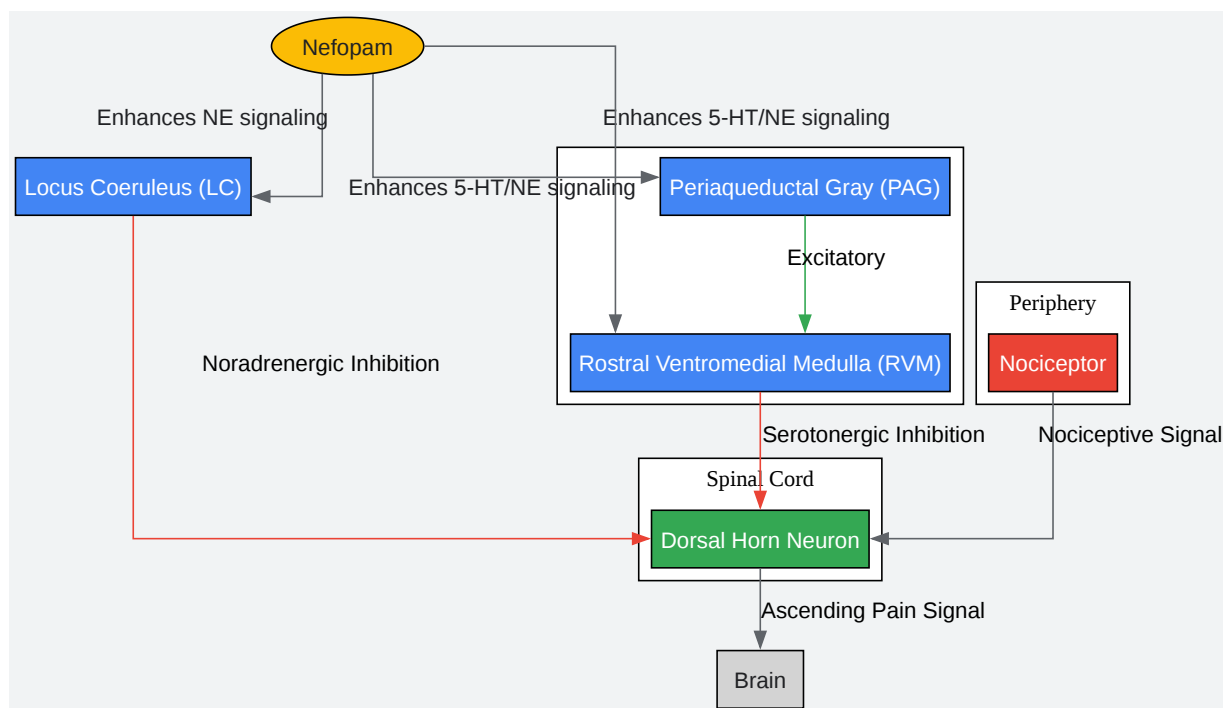 Nefopam
Enhances NE signaling
Enhances 5-HT/NE signaling
Locus Coeruleus (LC)
Enhances 5-HT/NE signaling
Periaqueductal Gray (PAG)
Excitatory
Periphery
Noradrenergic Inhibition
Rostral Ventromedial Medulla (RVM)
Nociceptor
Serotonergic Inhibition
Nociceptive Signal
Spinal Cord
Dorsal Horn Neuron
Ascending Pain Signal
Brain